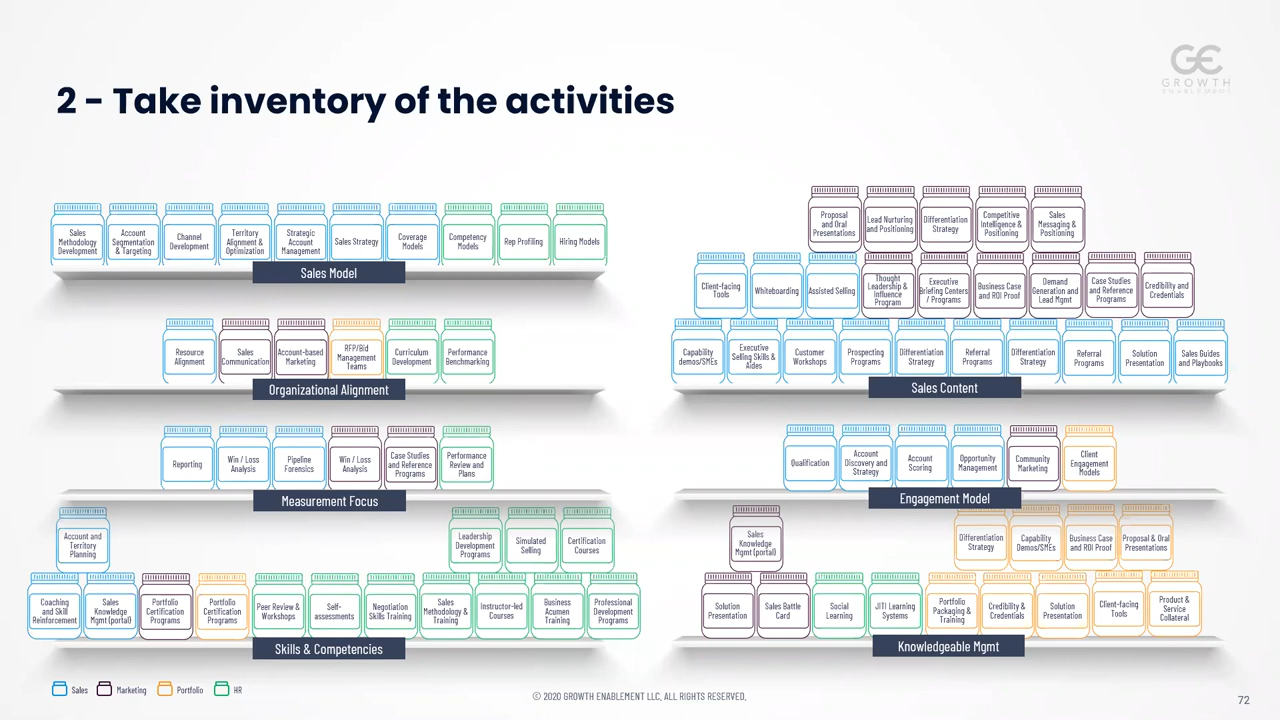 GE
GROWTH
ENABLEMENT
2 - Take inventory of the activities
Sales
Methodology
Development
Account
Segmentation
& Targeting
Channel
Development
Territory
Alignment &
Optimization
Strategic
Account
Management
Sales Strategy
Coverage
Models
Competency
Models
Rep Profiling
Hiring Models
Sales Model
Resource
Alignment
Sales
Communication
Account-based
Marketing
RFP/Bid
Management
Teams
Curriculum
Development
Performance
Benchmarking
Organizational Alignment
Reporting
Win / Loss
Analysis
Pipeline
Forensics
Win / Loss
Analysis
Case Studies
and Reference
Programs
Performance
Review and
Plans
Measurement Focus
Account and
Territory
Planning
Leadership
Development
Programs
Simulated
Selling
Certification
Courses
Coaching
and Skill
Reinforcement
Sales
Knowledge
Mgmt (portal)
Portfolio
Certification
Programs
Portfolio
Certification
Programs
Peer Review &
Workshops
Self-
assessments
Negotiation
Skills Training
Sales
Methodology &
Training
Instructor-led
Courses
Business
Acumen
Training
Professional
Development
Programs
Skills & Competencies
Proposal
and Oral
Presentations
Lead Nurturing
and Positioning
Differentiation
Strategy
Competitive
Intelligence &
Positioning
Sales
Messaging &
Positioning
Client-facing
Tools
Whiteboarding
Assisted Selling
Thought
Leadership &
Influence
Program
Executive
Briefing Centers
/ Programs
Business Case
and ROI Proof
Demand
Generation and
Lead Mgmt
Case Studies
and Reference
Programs
Credibility and
Credentials
Capability
demos/SMEs
Executive
Selling Skills &
Aides
Customer
Workshops
Prospecting
Programs
Differentiation
Strategy
Referral
Programs
Differentiation
Strategy
Referral
Programs
Solution
Presentation
Sales Guides
and Playbooks
Sales Content
Qualification
Account
Discovery and
Strategy
Account
Scoring
Opportunity
Management
Community
Marketing
Client
Engagement
Models
Engagement Model
Sales
Knowledge
Mgmt (portal)
Differentiation
Strategy
Capability
Demos/SMEs
Business Case
and ROI Proof
Proposal & Oral
Presentations
Solution
Presentation
Sales Battle
Card
Social
Learning
JITI Learning
Systems
Portfolio
Packaging &
Training
Credibility &
Credentials
Solution
Presentation
Client-facing
Tools
Product &
Service
Collateral
Knowledgeable Mgmt
Sales
Marketing
Portfolio
HR
© 2020 GROWTH ENABLEMENT LLC. ALL RIGHTS RESERVED.
72